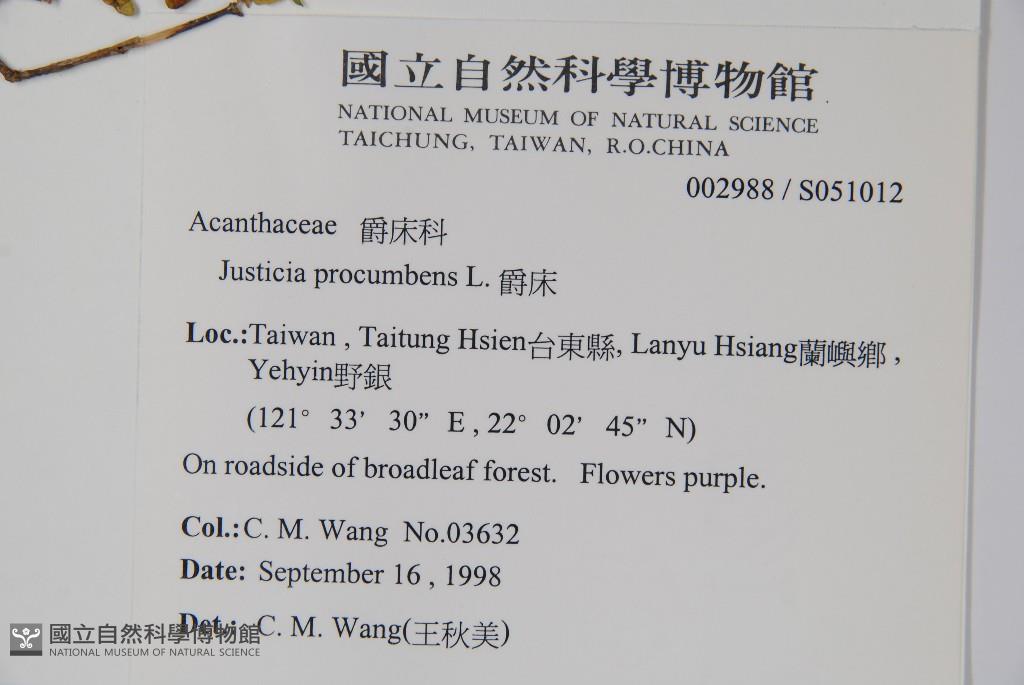 國立自然科學博物館
NATIONAL MUSEUM OF NATURAL SCIENCE
TAICHUNG, TAIWAN, R.O.CHINA
002988 / S051012
Acanthaceae 爵床科
Justicia procumbens L. 爵床
Loc.:Taiwan , Taitung Hsien台東縣, Lanyu Hsiang蘭嶼鄉 ,
Yehyin野銀
(121° 33’ 30” E , 22° 02’ 45” N)
On roadside of broadleaf forest. Flowers purple.
Col.:C. M. Wang No.03632
Date: September 16 , 1998
Det.: C. M. Wang(王秋美)
國立自然科學博物館
NATIONAL MUSEUM OF NATURAL SCIENCE